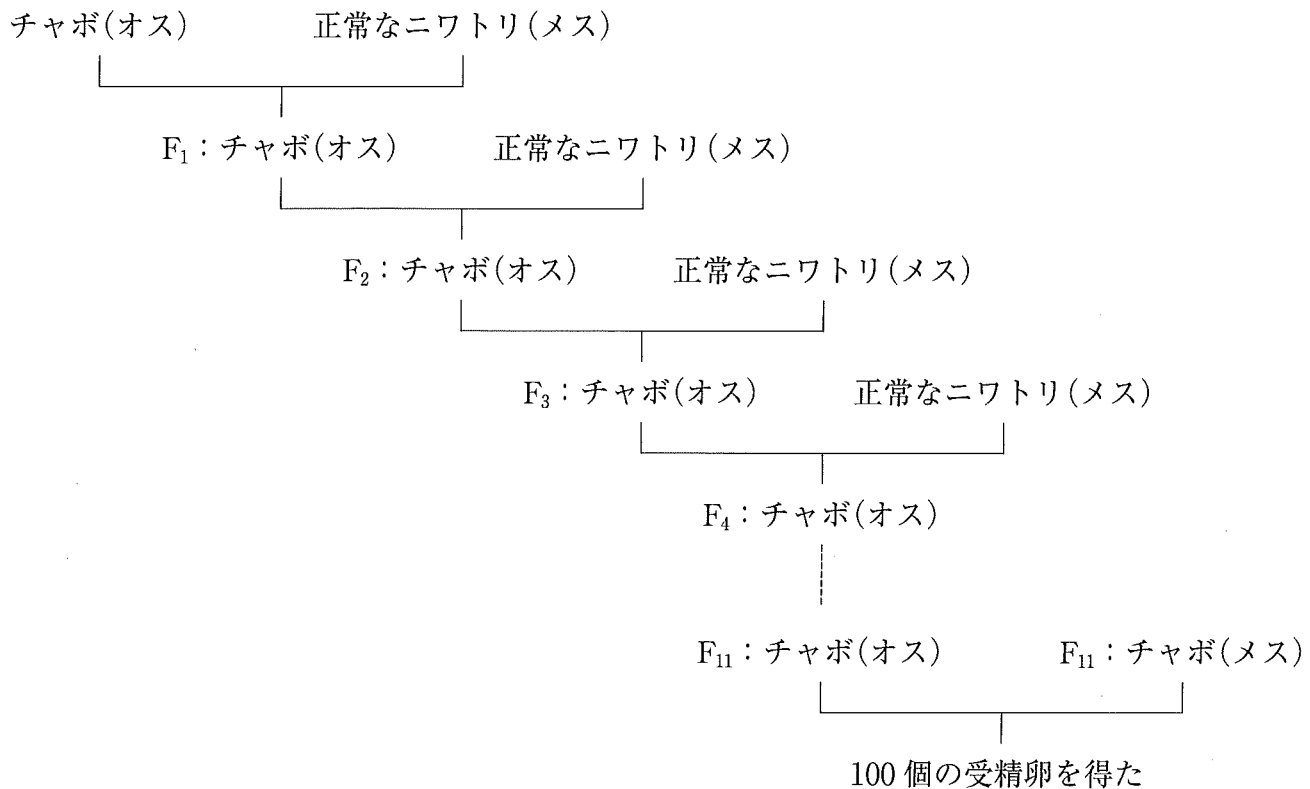 チャボ(オス) 正常なニワトリ(メス)
F₁:チャボ(オス) 正常なニワトリ(メス)
F₂:チャボ(オス) 正常なニワトリ(メス)
F₃:チャボ(オス) 正常なニワトリ(メス)
F₄:チャボ(オス)
F₁₁:チャボ(オス) F₁₁:チャボ(メス)
100個の受精卵を得た